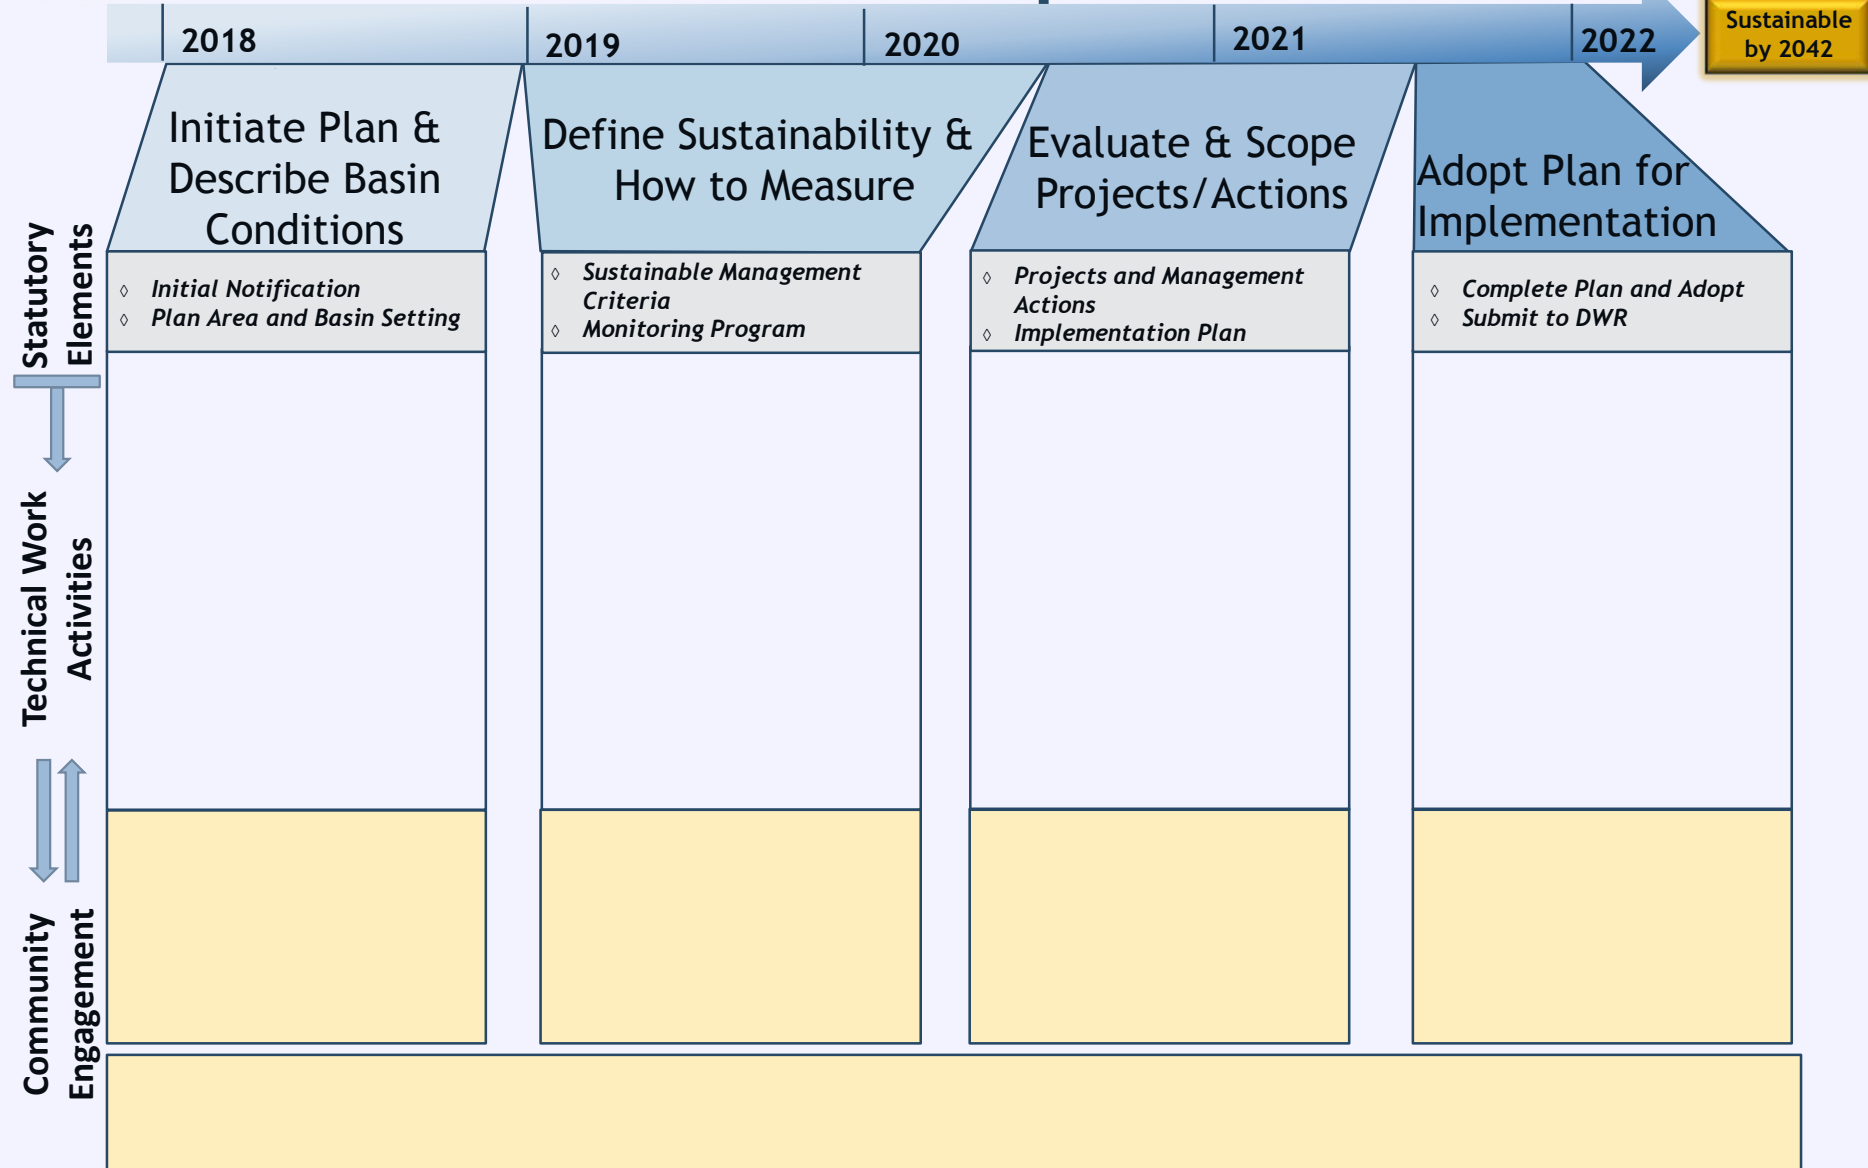 2018
2019
2020
2021
2022
Sustainable
by 2042
Initiate Plan &
Describe Basin
Conditions
Define Sustainability &
How to Measure
Evaluate & Scope
Projects/Actions
Adopt Plan for
Implementation
Statutory
Elements
◊ Initial Notification
◊ Plan Area and Basin Setting
◊ Sustainable Management
Criteria
◊ Monitoring Program
◊ Projects and Management
Actions
◊ Implementation Plan
◊ Complete Plan and Adopt
◊ Submit to DWR
Technical Work
Activities
Community
Engagement